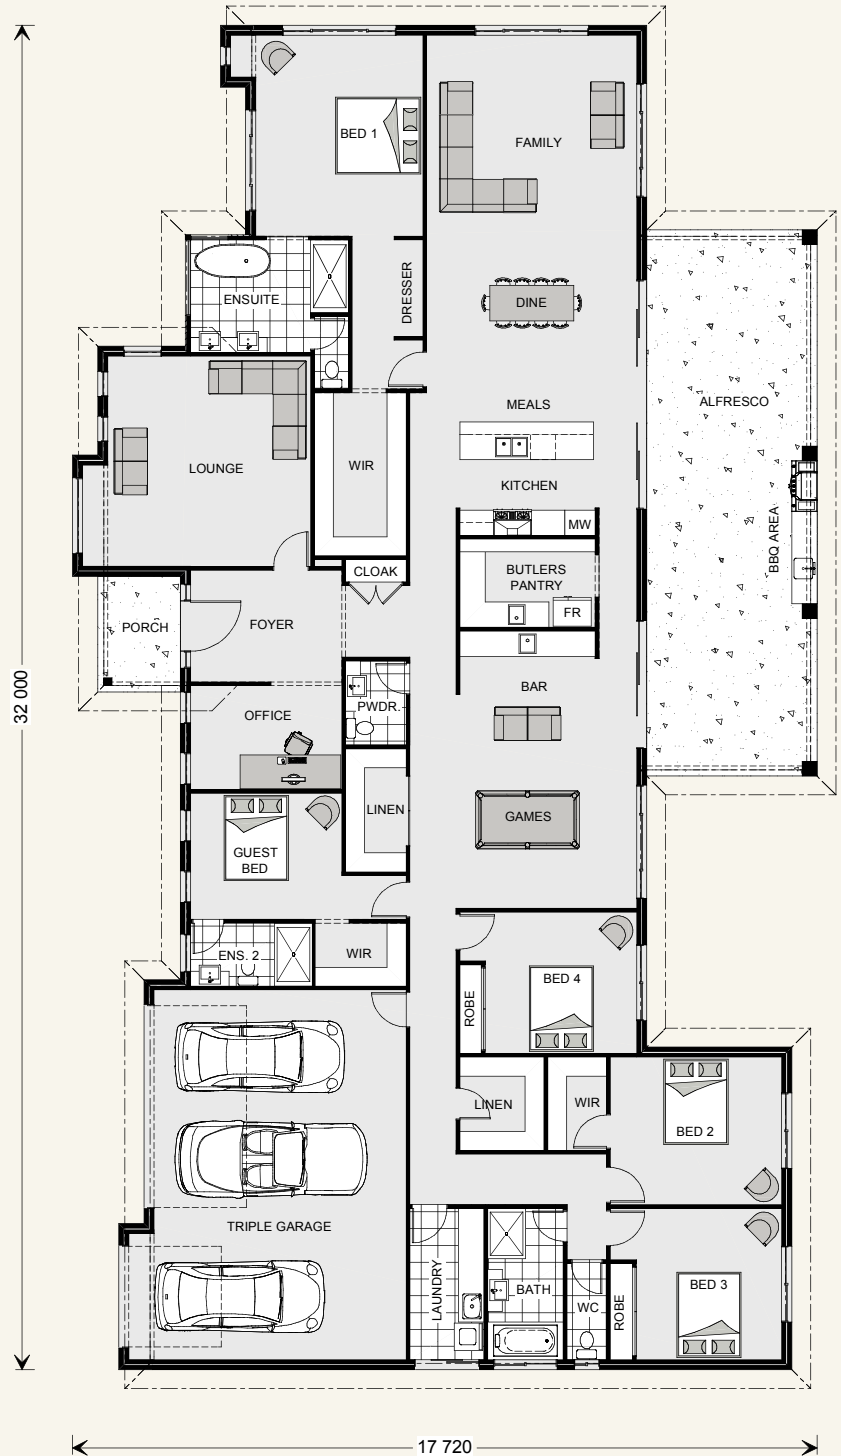 BED 1
FAMILY
ENSUITE
DRESSER
DINE
ALFRESCO
MEALS
LOUNGE
WIR
KITCHEN
MW
BBQ AREA
CLOAK
BUTLERS
PANTRY
FR
PORCH
FOYER
BAR
PWDR.
OFFICE
32 000
LINEN
GAMES
GUEST
BED
ENS. 2
WIR
BED 4
ROBE
LINEN
WIR
BED 2
TRIPLE GARAGE
LAUNDRY
BATH
WC
ROBE
BED 3
17 720